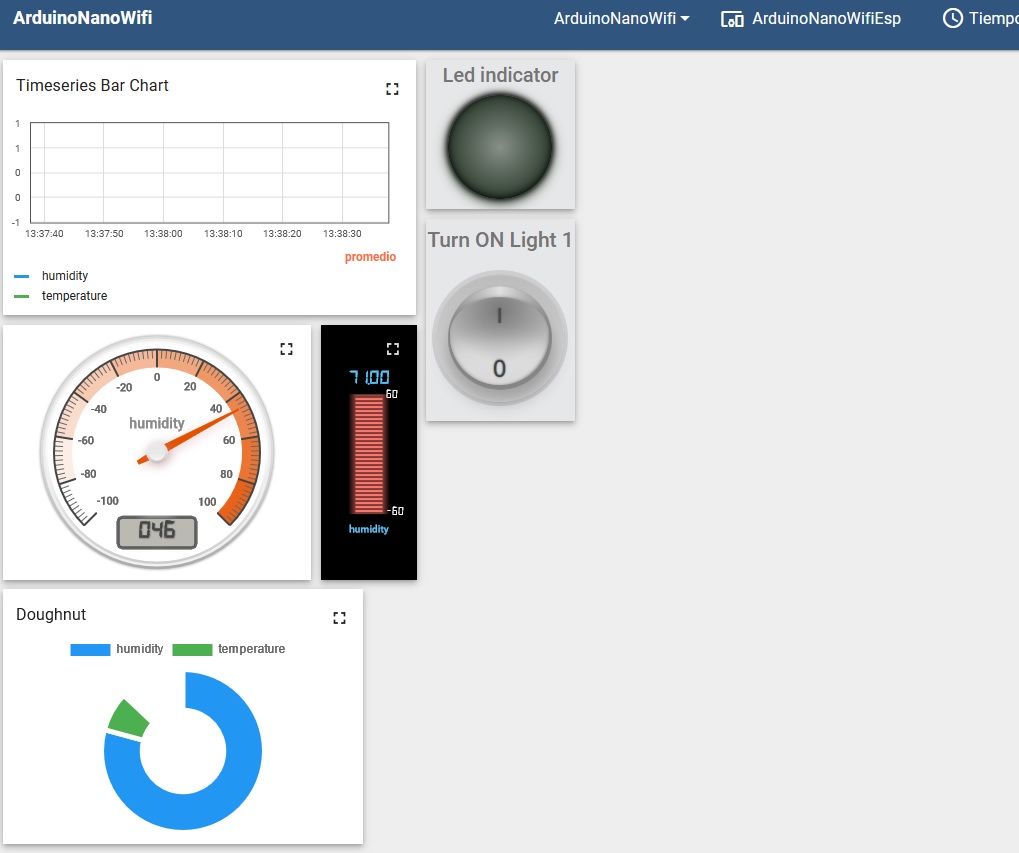 ArduinoNanoWifi
ArduinoNanoWifi
ArduinoNanoWifiEsp
Tiempo
Timeseries Bar Chart
1
1
0
0
-1
13:37:40 13:37:50 13:38:00 13:38:10 13:38:20 13:38:30
promedio
humidity
temperature
Led indicator
Turn ON Light 1
I
0
-100
-80
-60
-40
-20
0
20
40
60
80
100
humidity
046
71.00
60
-60
humidity
Doughnut
humidity temperature